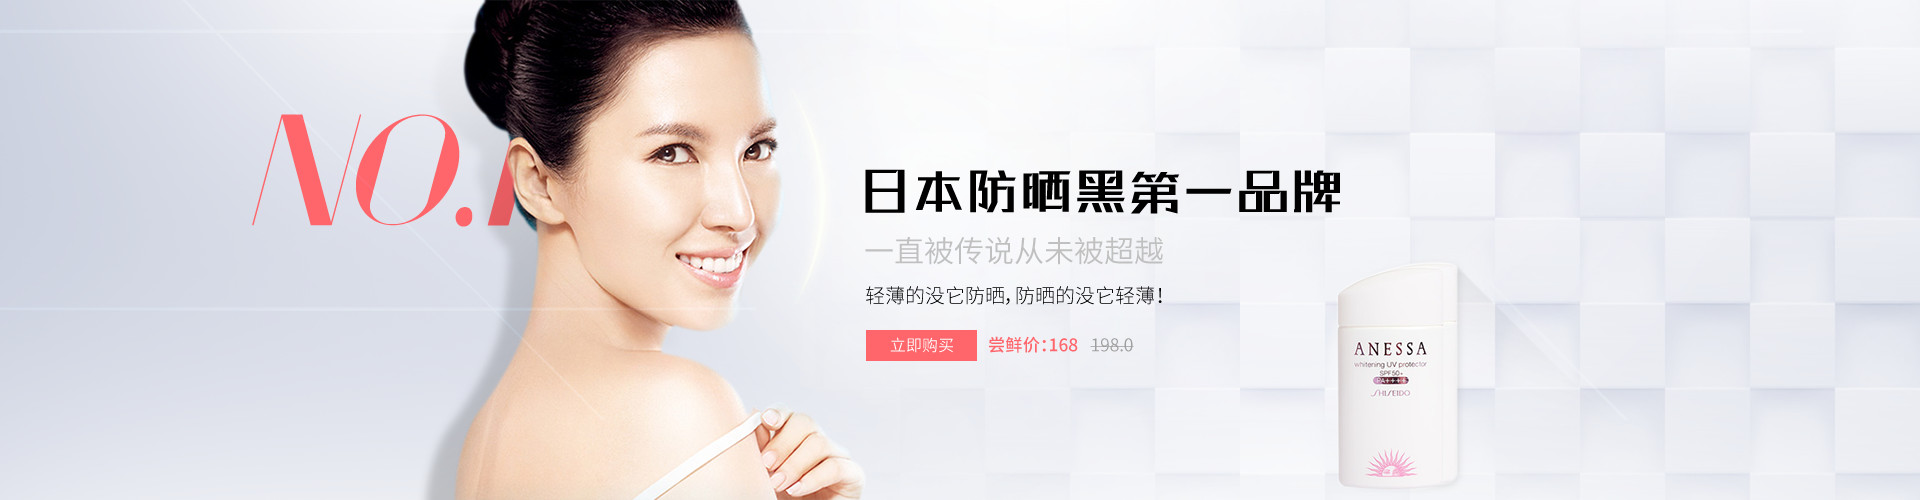 NO.1
日本防晒黑第一品牌
一直被传说从未被超越
轻薄的没它防晒，防晒的没它轻薄！
立即购买 尝鲜价：168 198.0
ANESSA
whitening UV protector
SPF50+
PA++++
SHISEIDO